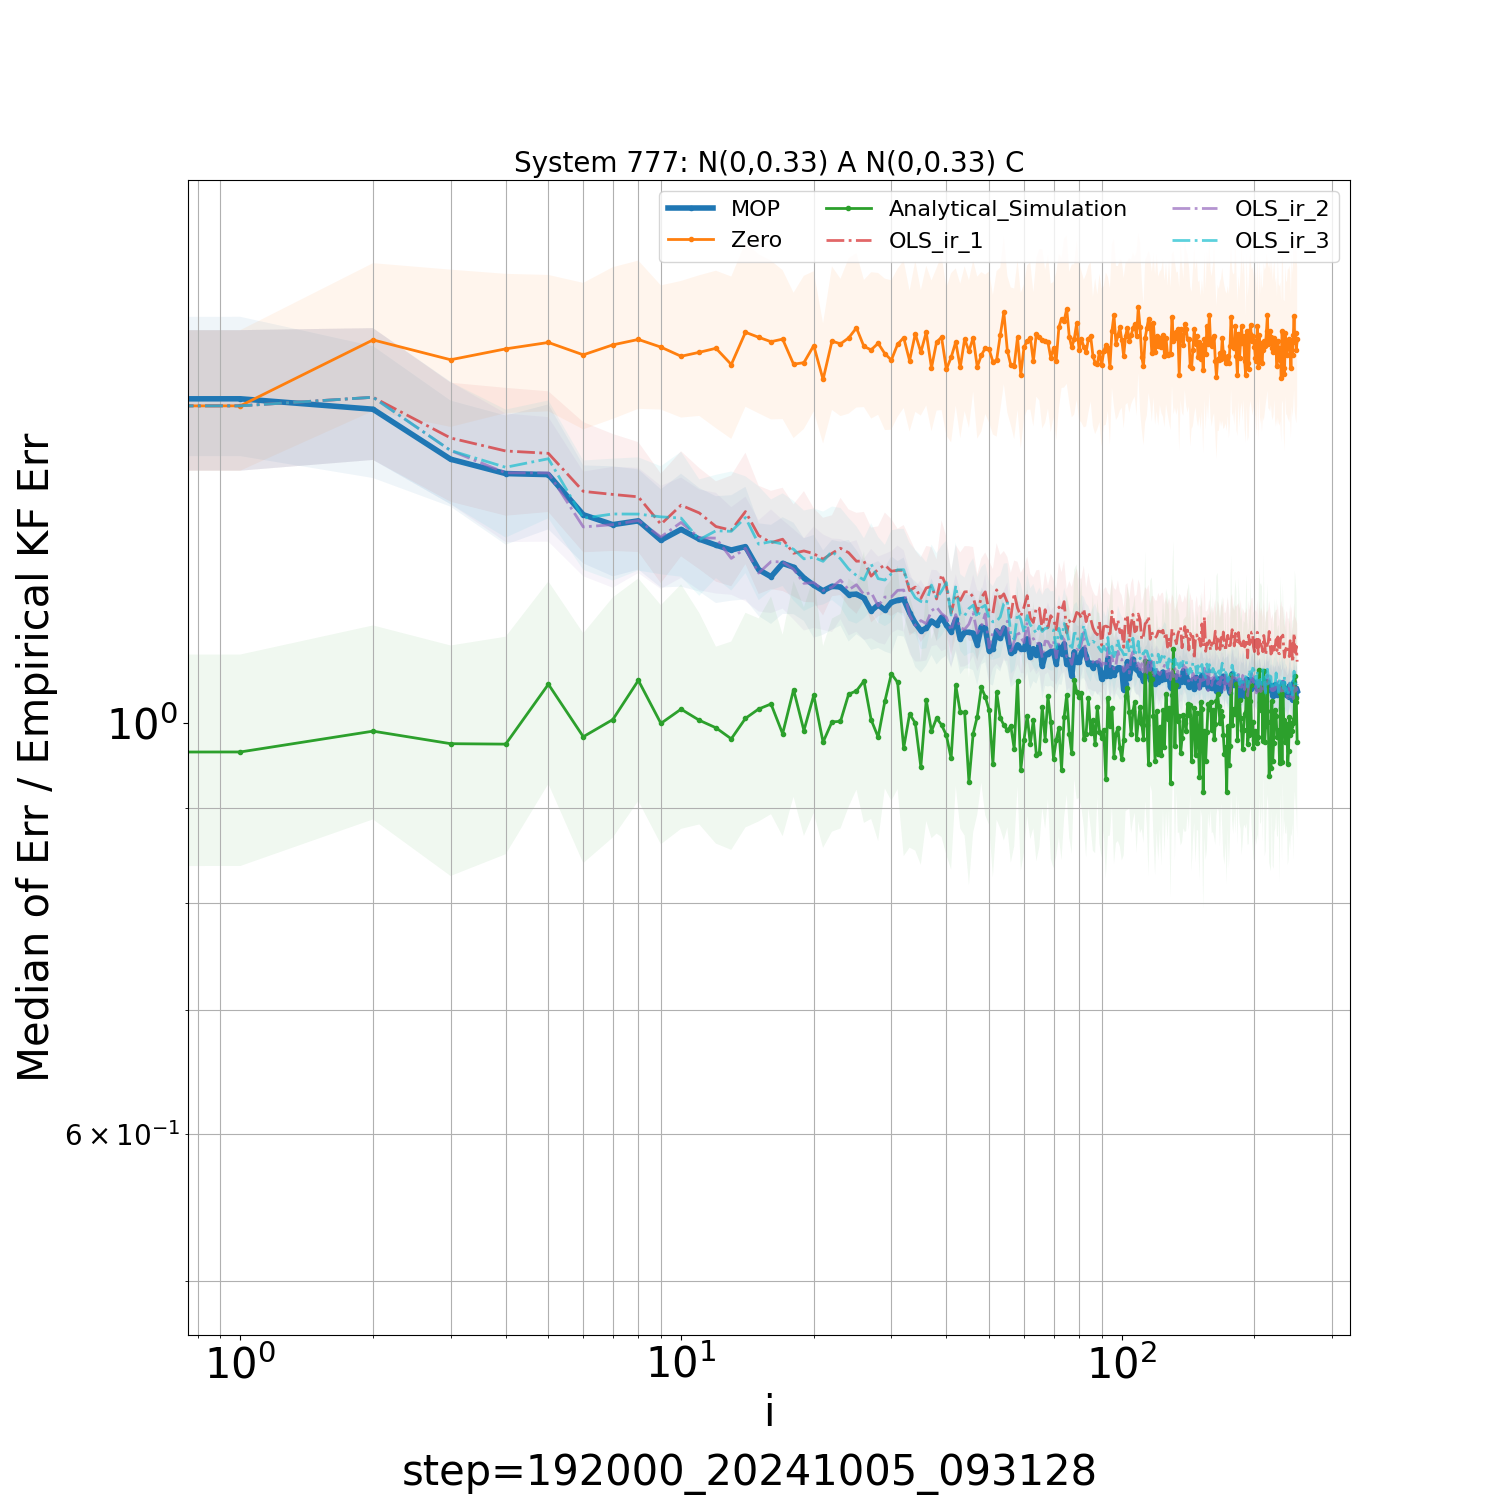 System 777: N(0,0.33) A N(0,0.33) C
MOP
Zero
Analytical_Simulation
OLS_ir_1
OLS_ir_2
OLS_ir_3
Median of Err / Empirical KF Err
10⁰
6 × 10⁻¹
10⁰
10¹
10²
i
step=192000_20241005_093128